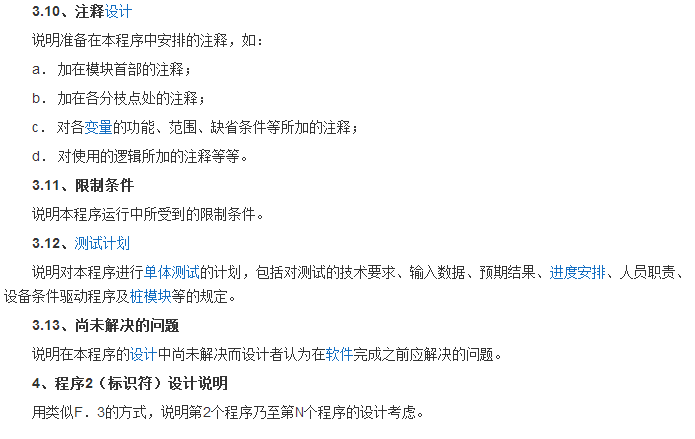 3.10、注释设计
说明准备在本程序中安排的注释，如：
a． 加在模块首部的注释；
b． 加在各分枝点处的注释；
c． 对各变量的功能、范围、缺省条件等所加的注释；
d． 对使用的逻辑所加的注释等等。
3.11、限制条件
说明本程序运行中所受到的限制条件。
3.12、测试计划
说明对本程序进行单体测试的计划，包括对测试的技术要求、输入数据、预期结果、进度安排、人员职责、
设备条件驱动程序及桩模块等的规定。
3.13、尚未解决的问题
说明在本程序的设计中尚未解决而设计者认为在软件完成之前应解决的问题。
4、程序2（标识符）设计说明
用类似F．3的方式，说明第2个程序乃至第N个程序的设计考虑。